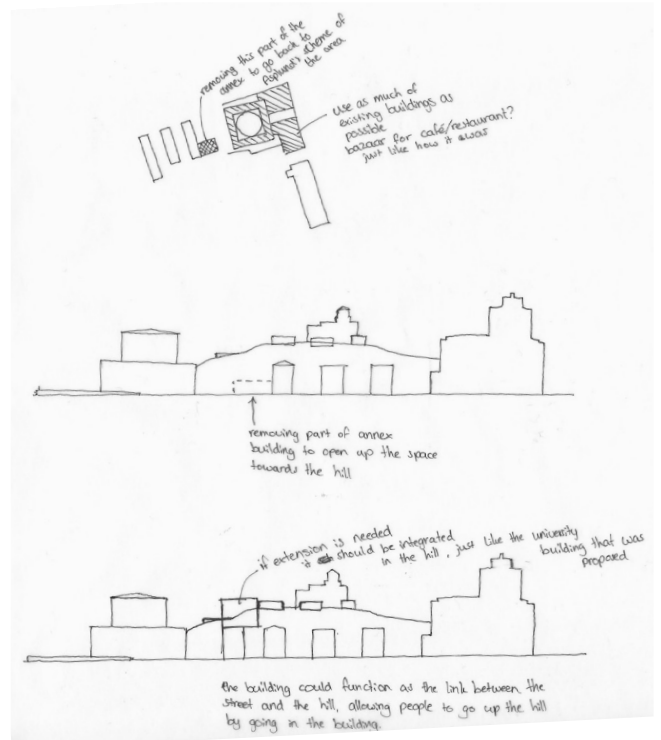 removing this part of the
annex to go back to
Asplund's scheme of
the area
use as much of
existing buildings as
possible
bazaar for café/restaurant?
just like how it was
removing part of annex
building to open up the space
towards the hill
if extension is needed
it should be integrated
in the hill, just like the university
building that was
proposed
the building could function as the link between the
street and the hill, allowing people to go up the hill
by going in the building.